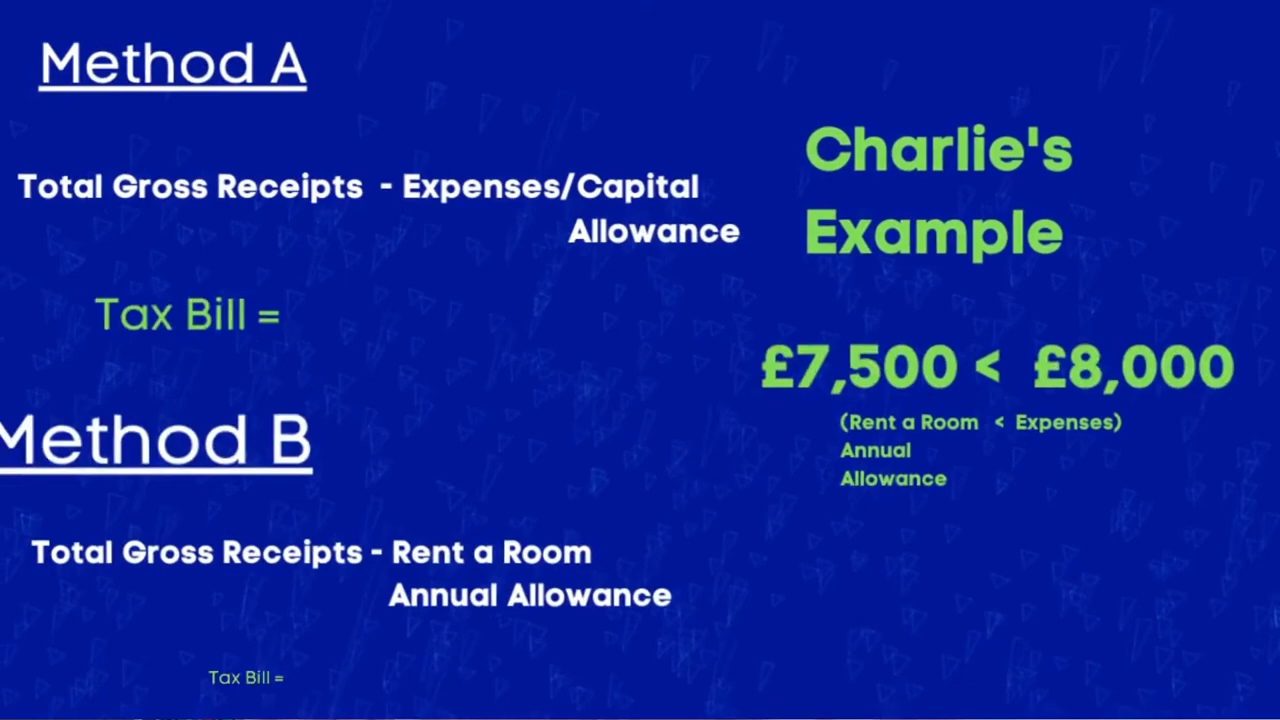 Method A
Total Gross Receipts - Expenses/Capital
Allowance
Tax Bill =
Method B
Total Gross Receipts - Rent a Room
Annual Allowance
Tax Bill =
Charlie's
Example
£7,500 < £8,000
(Rent a Room < Expenses)
Annual
Allowance